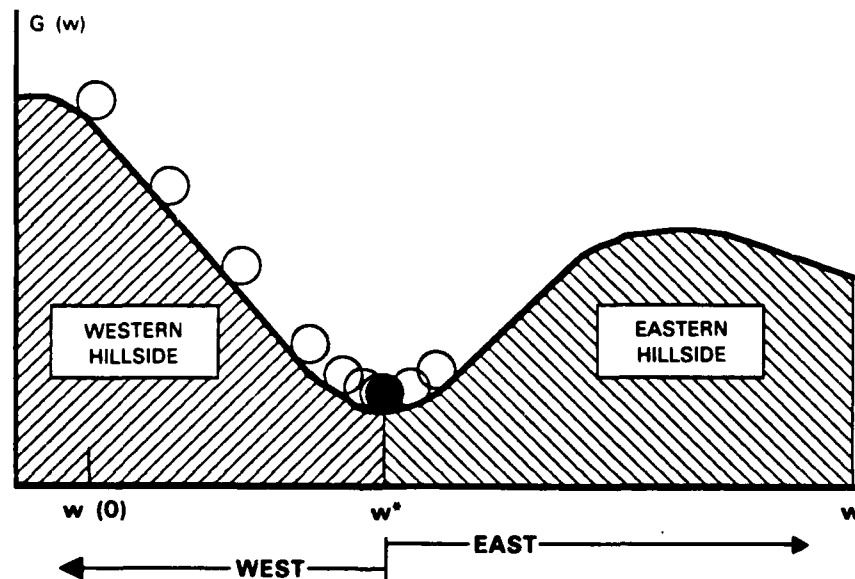 G (w)
WESTERN
HILLSIDE
EASTERN
HILLSIDE
w (0)
w*
w
EAST
WEST